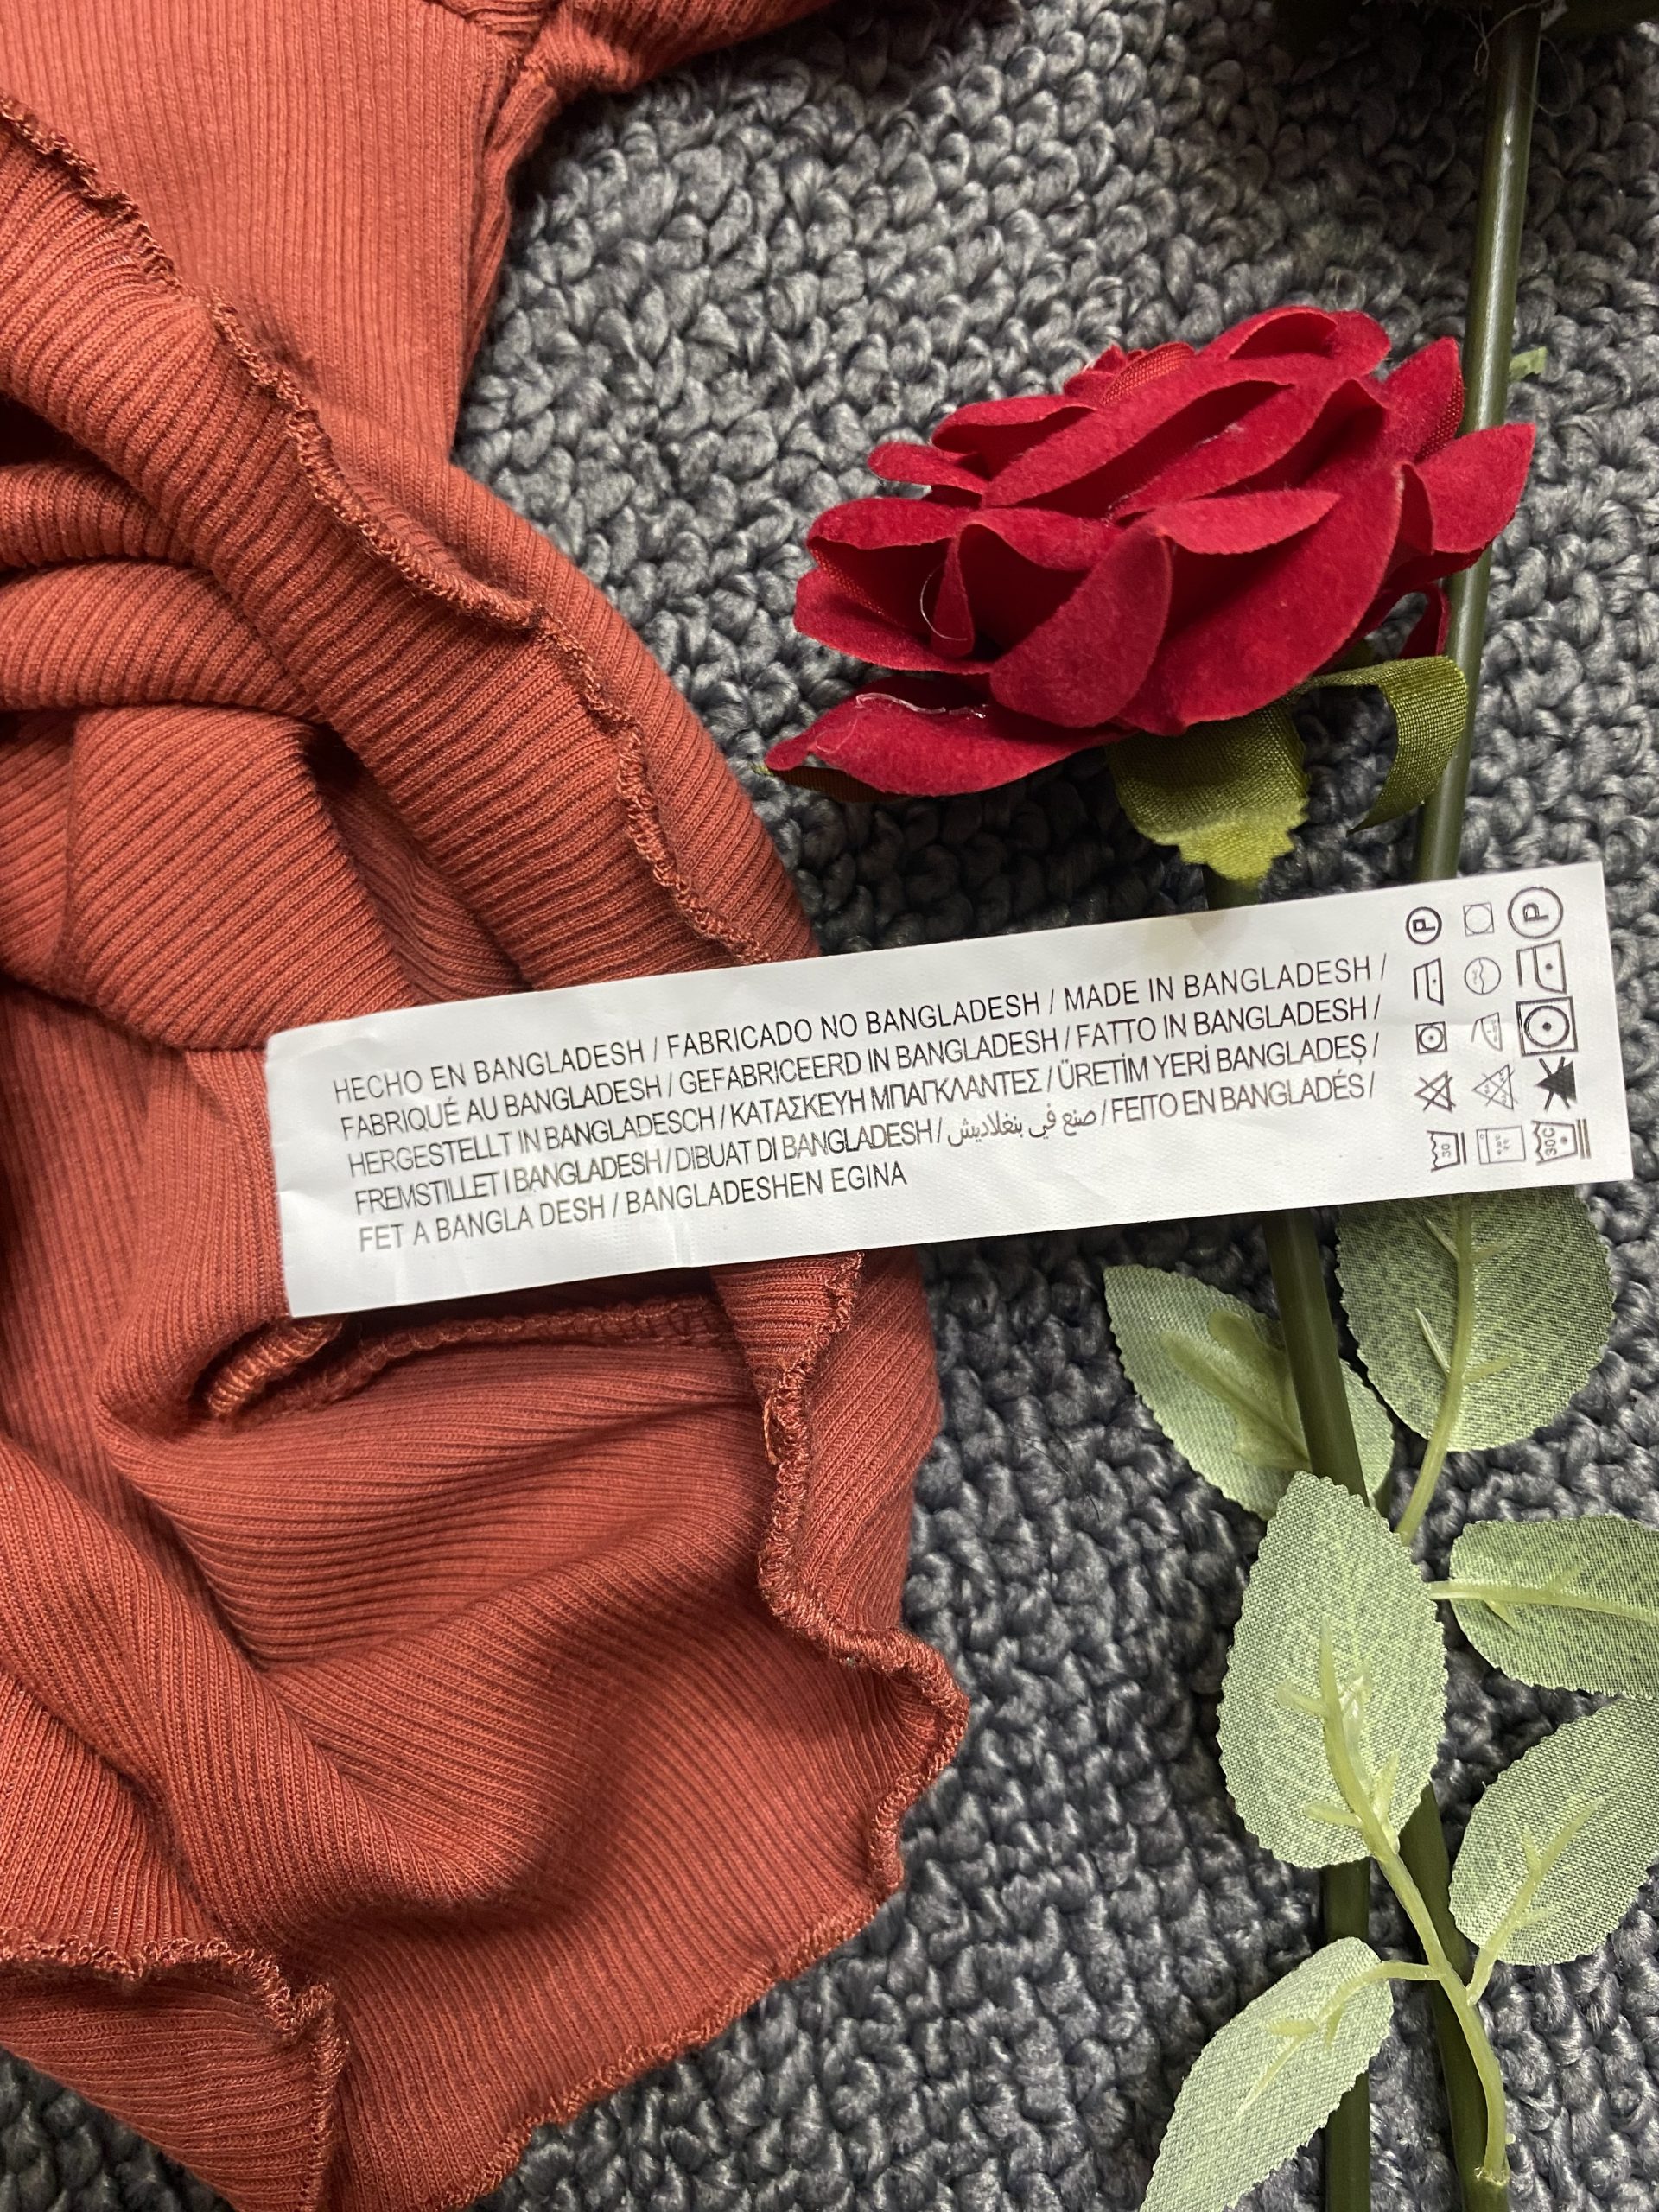 HECHO EN BANGLADESH / FABRICADO NO BANGLADESH / MADE IN BANGLADESH /
FABRIQUÉ AU BANGLADESH / GEFABRICEERD IN BANGLADESH / FATTO IN BANGLADESH /
HERGESTELLT IN BANGLADESCH / ΚΑΤΑΣΚΕΥΗ ΜΠΑΓΚΛΑΝΤΕΣ / ÜRETİM YERİ BANGLADEŞ /
FREMSTILLET I BANGLADESH / DIBUAT DI BANGLADESH / صنع في بنغلاديش / FEITO EN BANGLADÉS /
FET A BANGLA DESH / BANGLADESHEN EGINA
P
P
30
30C